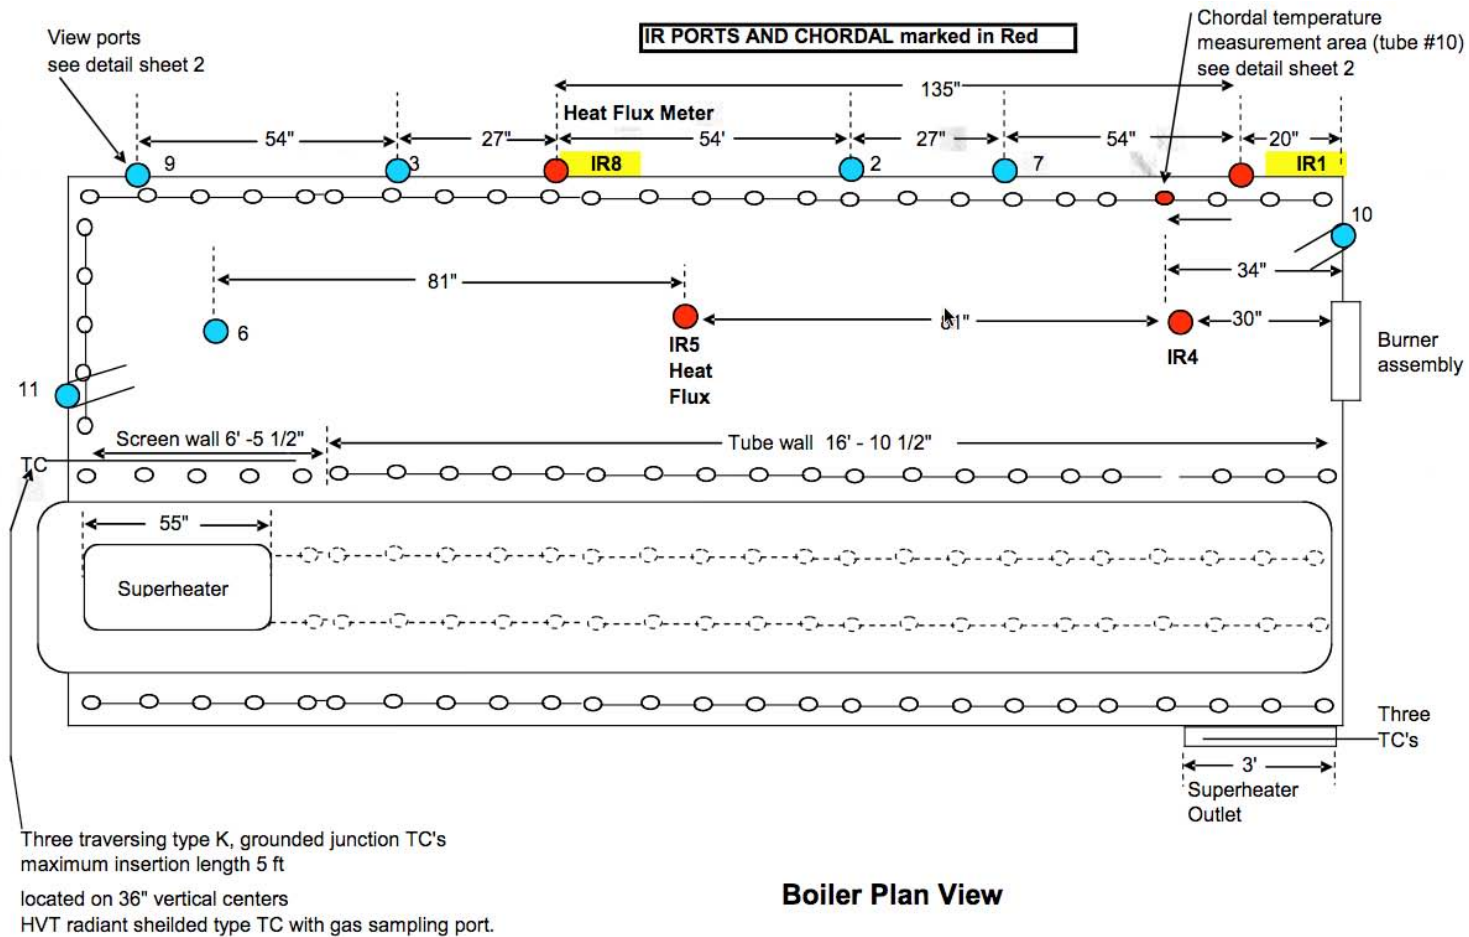 IR PORTS AND CHORDAL marked in Red
Chordal temperature
measurement area (tube #10)
see detail sheet 2
View ports
see detail sheet 2
135"
Heat Flux Meter
54"
27"
54'
27"
54"
20"
9
3
IR8
2
7
IR1
10
34"
81"
6
IR5
Heat
Flux
30"
IR4
Burner
assembly
11
Screen wall 6' -5 1/2"
Tube wall 16' - 10 1/2"
TC
55"
Superheater
Three
TC's
3'
Superheater
Outlet
Three traversing type K, grounded junction TC's
maximum insertion length 5 ft
located on 36" vertical centers
HVT radiant sheilded type TC with gas sampling port.
Boiler Plan View